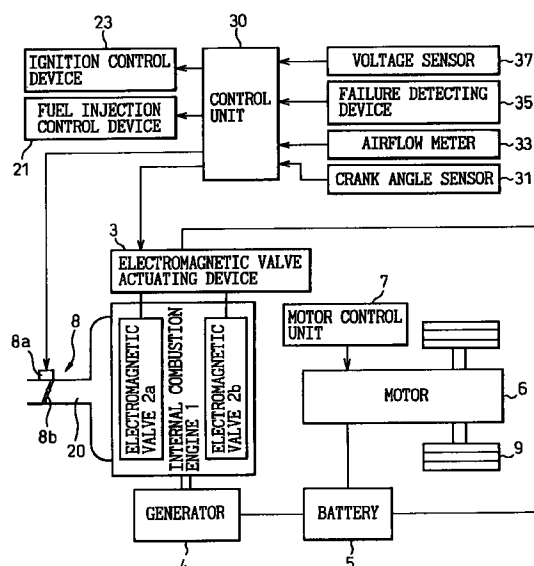 23
30
IGNITION CONTROL
DEVICE
FUEL INJECTION
CONTROL DEVICE
21
CONTROL
UNIT
VOLTAGE SENSOR
37
FAILURE DETECTING
DEVICE
35
AIRFLOW METER
33
CRANK ANGLE SENSOR
31
3
ELECTROMAGNETIC VALVE
ACTUATING DEVICE
7
MOTOR CONTROL
UNIT
8
8a
8b
20
ELECTROMAGNETIC
VALVE 2a
INTERNAL COMBUSTION
ENGINE 1
ELECTROMAGNETIC
VALVE 2b
MOTOR
6
9
GENERATOR
4
BATTERY
5